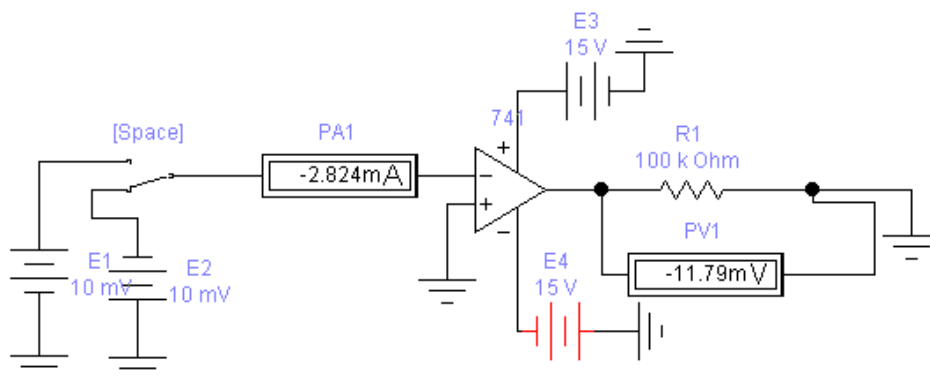 E3
15 V
741
+
[Space]
PA1
-2.824mA
R1
100 k Ohm
−
+
−
PV1
-11.79mV
E1
10 mV
E2
10 mV
E4
15 V